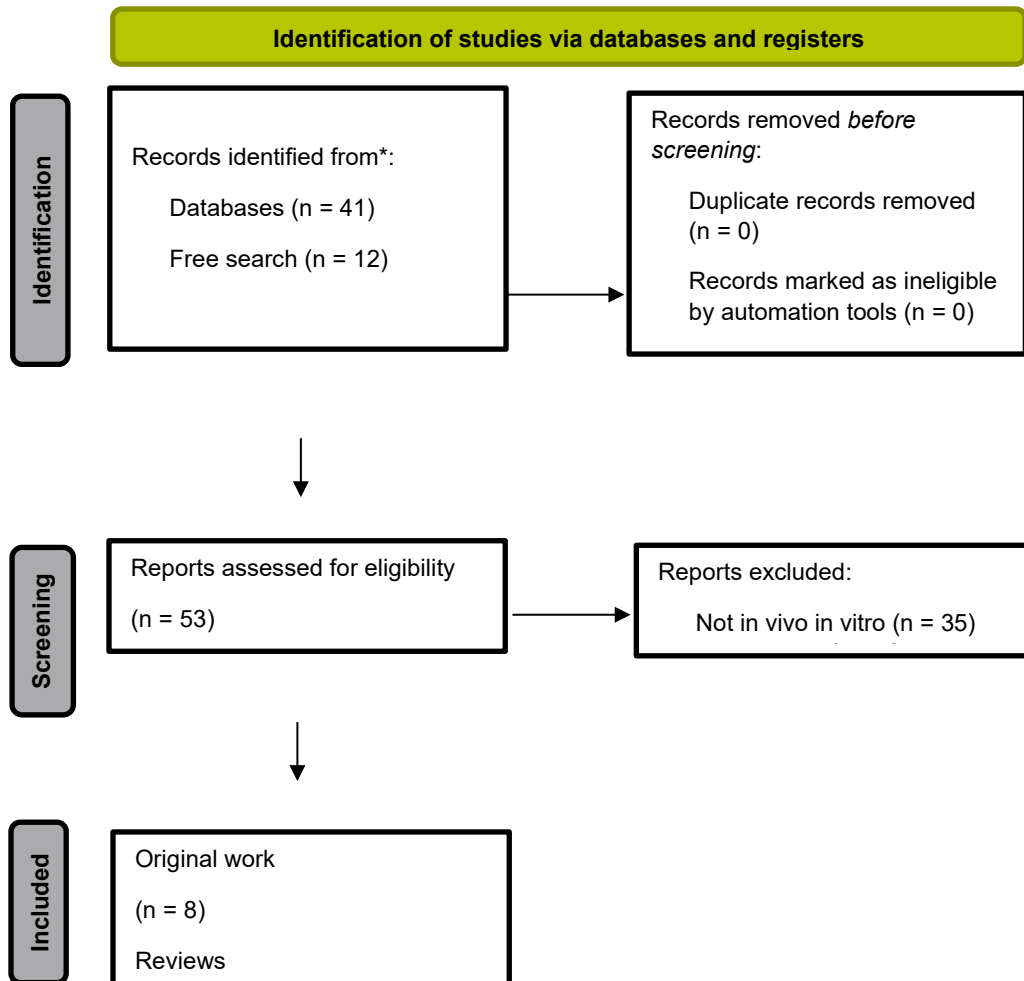 Identification of studies via databases and registers
Identification
Records identified from*:
Databases (n = 41)
Free search (n = 12)
Records removed before
screening:
Duplicate records removed
(n = 0)
Records marked as ineligible
by automation tools (n = 0)
Screening
Reports assessed for eligibility
(n = 53)
Reports excluded:
Not in vivo in vitro (n = 35)
Included
Original work
(n = 8)
Reviews